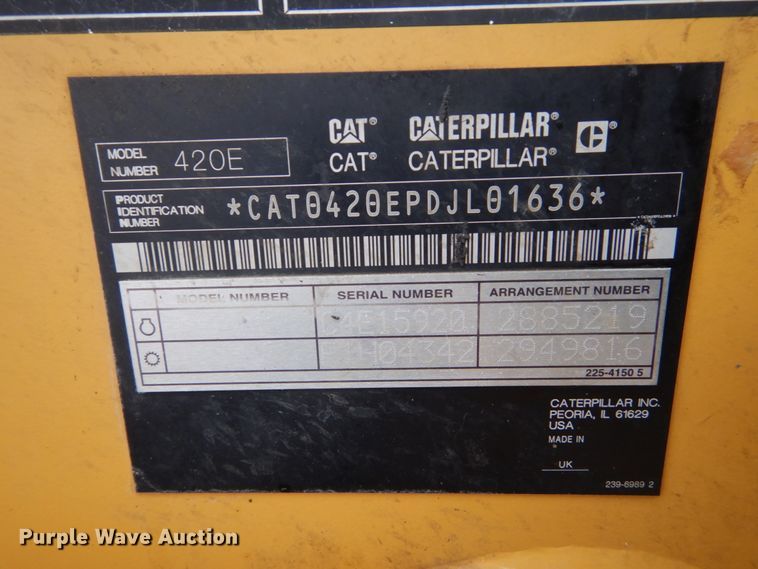 CAT® CATERPILLAR®
CAT® CATERPILLAR®
MODEL NUMBER 420E
PRODUCT IDENTIFICATION NUMBER *CAT0420EPDJL01636*
MODEL NUMBER SERIAL NUMBER ARRANGEMENT NUMBER
2885219
2949816
225-4150 5
CATERPILLAR INC.
PEORIA, IL 61629
USA
MADE IN
UK
239-6989 2
Purple Wave Auction